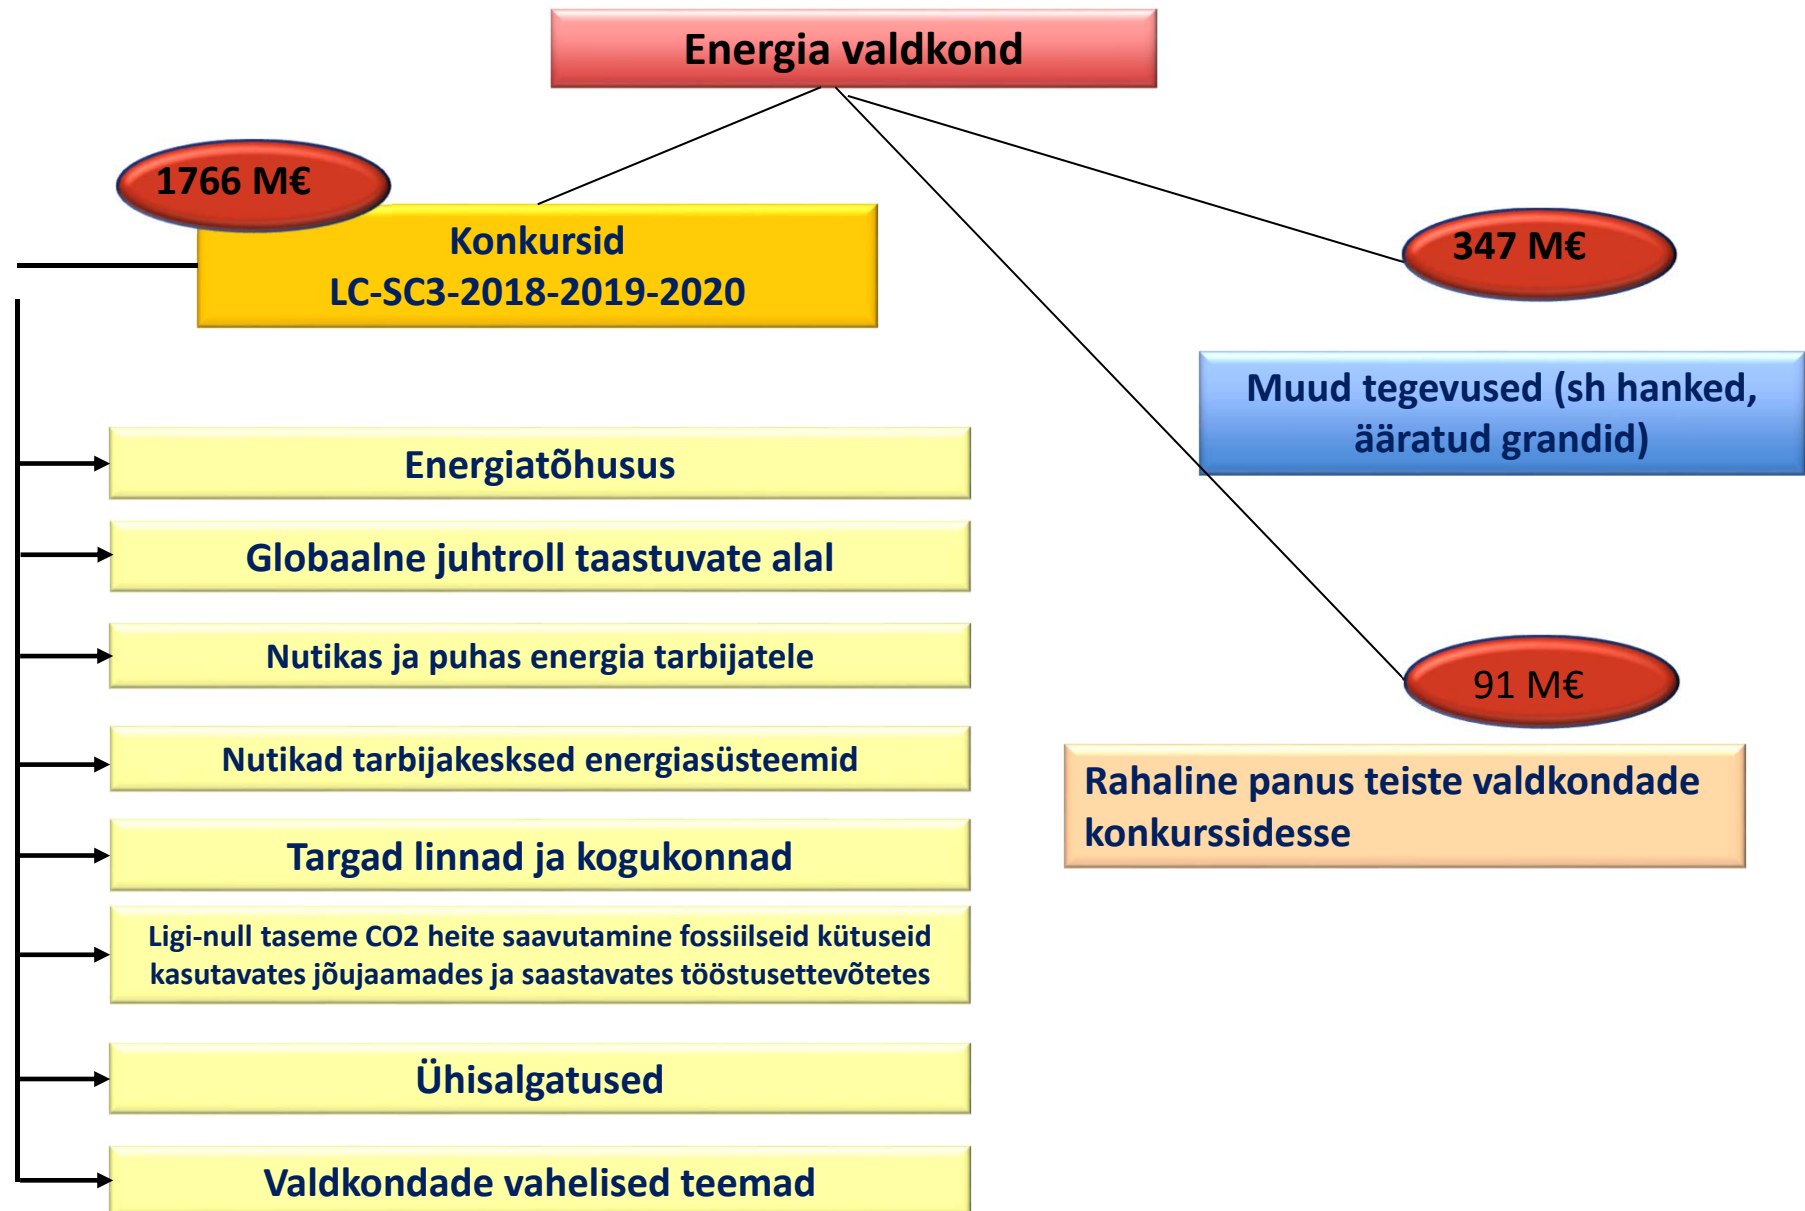 Energia valdkond
1766 M€
Konkursid
LC-SC3-2018-2019-2020
347 M€
Muud tegevused (sh hanked,
ääratud grandid)
Energiatõhusus
Globaalne juhtroll taastuvate alal
Nutikas ja puhas energia tarbijatele
91 M€
Nutikad tarbijakesksed energiasüsteemid
Rahaline panus teiste valdkondade
konkurssidesse
Targad linnad ja kogukonnad
Ligi-null taseme CO2 heite saavutamine fossiilseid kütuseid
kasutavates jõujaamades ja saastavates tööstusettevõtetes
Ühisalgatused
Valdkondade vahelised teemad